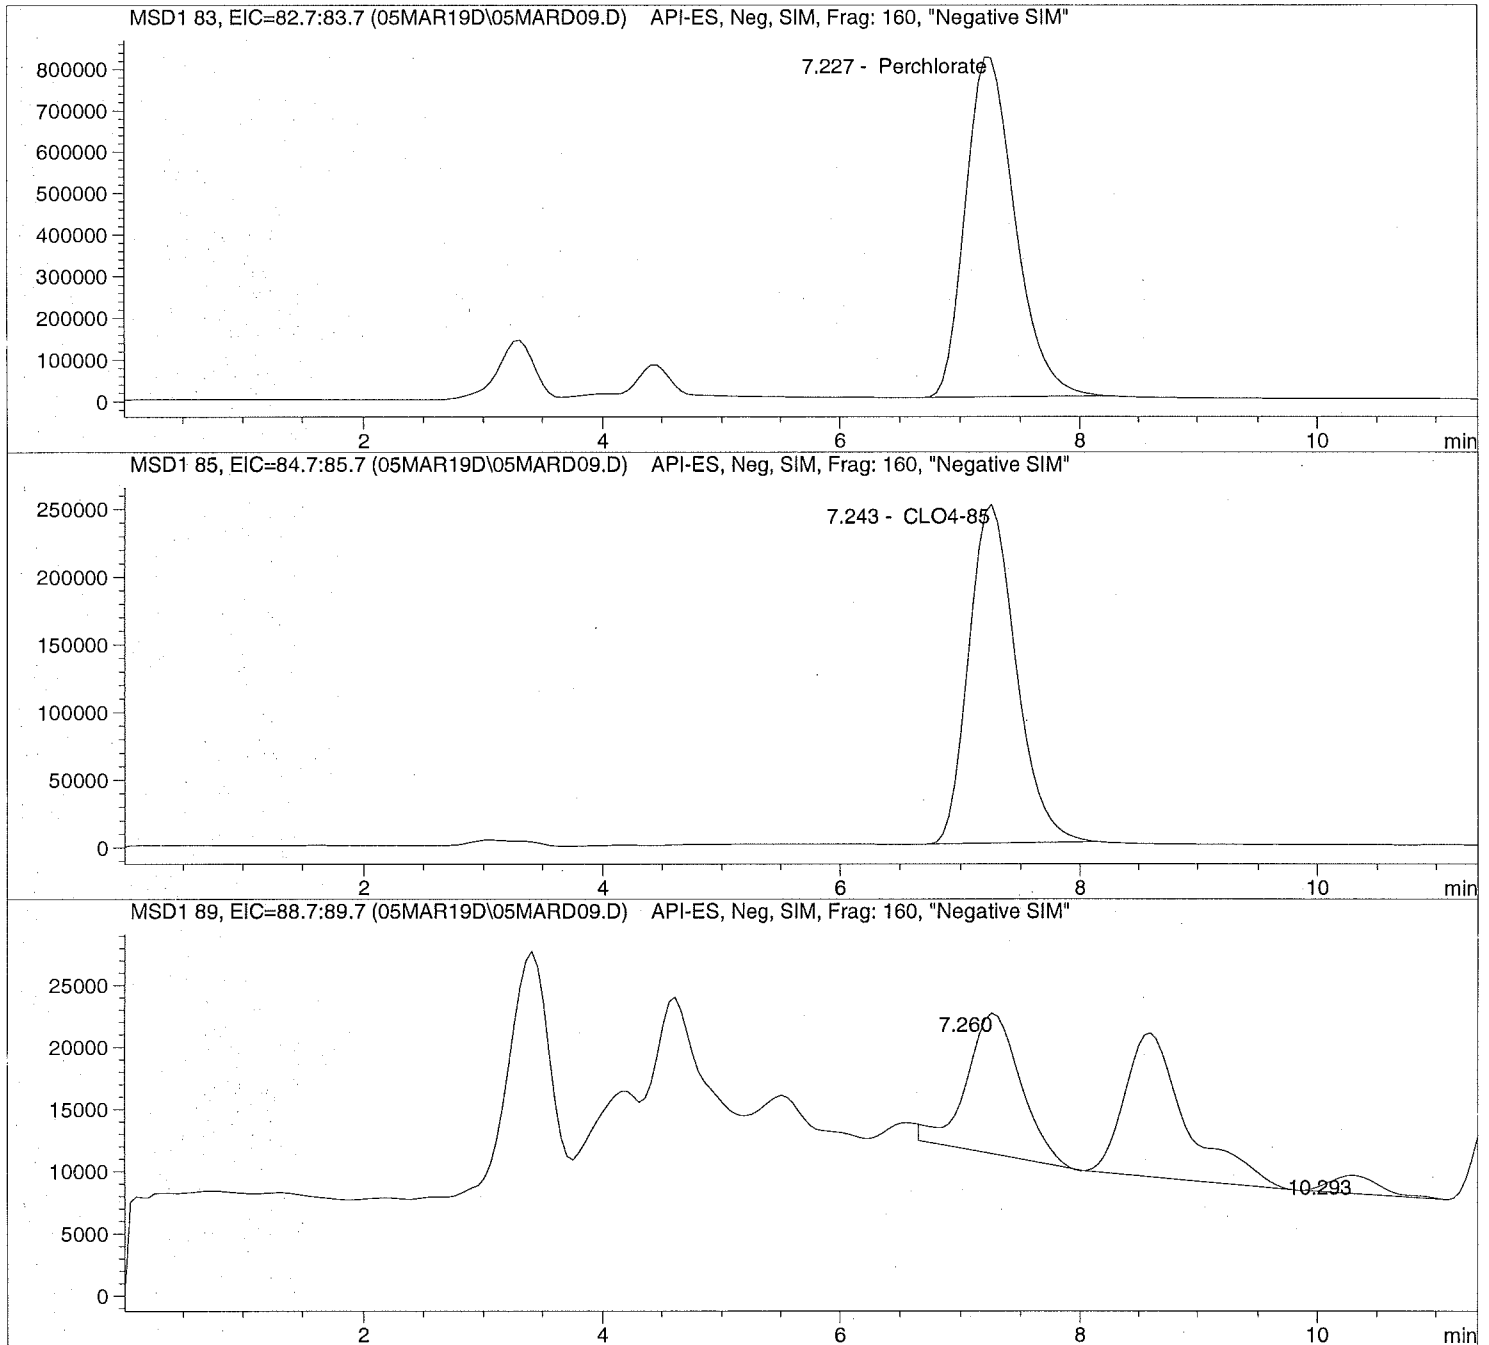 MSD1 83, EIC=82.7:83.7 (05MAR19D\05MARD09.D) API-ES, Neg, SIM, Frag: 160, "Negative SIM"
7.227 - Perchlorate
800000
700000
600000
500000
400000
300000
200000
100000
0
2 4 6 8 10 min
MSD1 85, EIC=84.7:85.7 (05MAR19D\05MARD09.D) API-ES, Neg, SIM, Frag: 160, "Negative SIM"
7.243 - CLO4-85
250000
200000
150000
100000
50000
0
2 4 6 8 10 min
MSD1 89, EIC=88.7:89.7 (05MAR19D\05MARD09.D) API-ES, Neg, SIM, Frag: 160, "Negative SIM"
25000
7.260
20000
15000
10000
10.293
5000
0
2 4 6 8 10 min